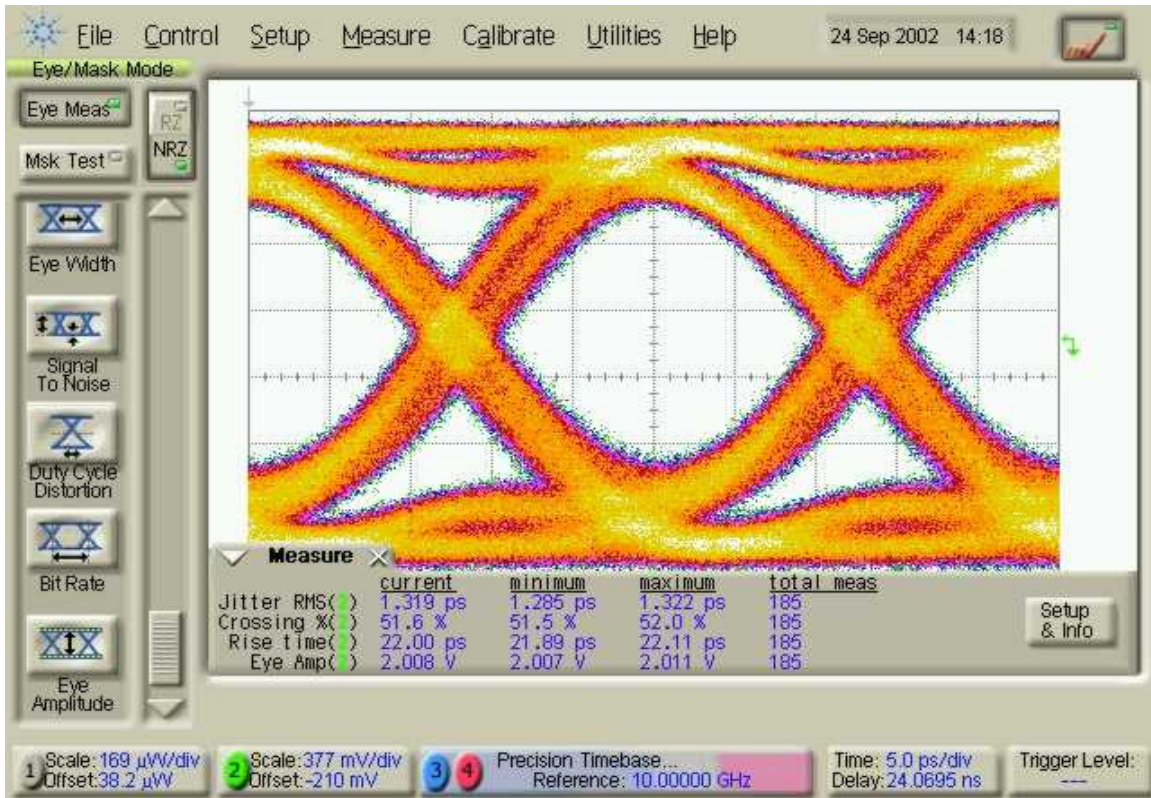 File Control Setup Measure Calibrate Utilities Help 24 Sep 2002 14:18
Eye/Mask Mode
Eye Meas
RZ
NRZ
Msk Test
Eye Width
Signal
To Noise
Duty Cycle
Distortion
Bit Rate
Eye
Amplitude
Measure
current minimum maximum total meas
Jitter RMS(2) 1.319 ps 1.285 ps 1.322 ps 185
Crossing %(2) 51.6 % 51.5 % 52.0 % 185
Rise time(2) 22.00 ps 21.89 ps 22.11 ps 185
Eye Amp(2) 2.008 V 2.007 V 2.011 V 185
Setup
& Info
1 Scale: 169 µW/div
Offset: 38.2 µW
2 Scale: 377 mV/div
Offset: -210 mV
3 4 Precision Timebase...
Reference: 10.00000 GHz
Time: 5.0 ps/div
Delay: 24.0695 ns
Trigger Level:
---